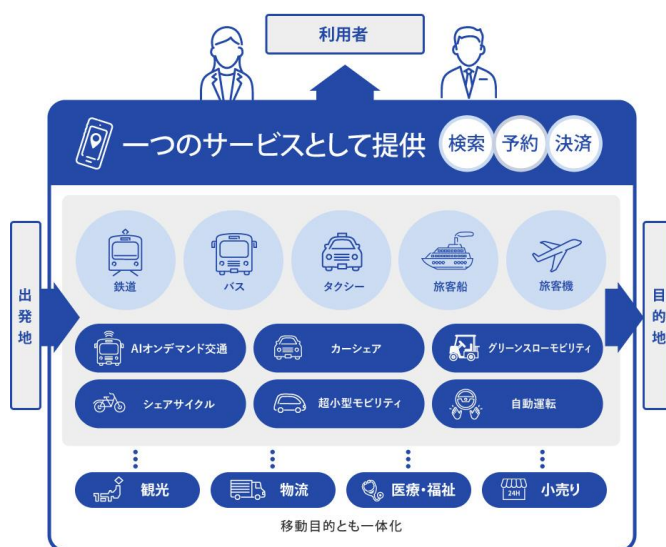 利用者
一つのサービスとして提供
検索 予約 決済
出発地
目的地
鉄道 バス タクシー 旅客船 旅客機
AIオンデマンド交通 カーシェア グリーンスローモビリティ
シェアサイクル 超小型モビリティ 自動運転
観光 物流 医療・福祉 24H 小売り
移動目的とも一体化